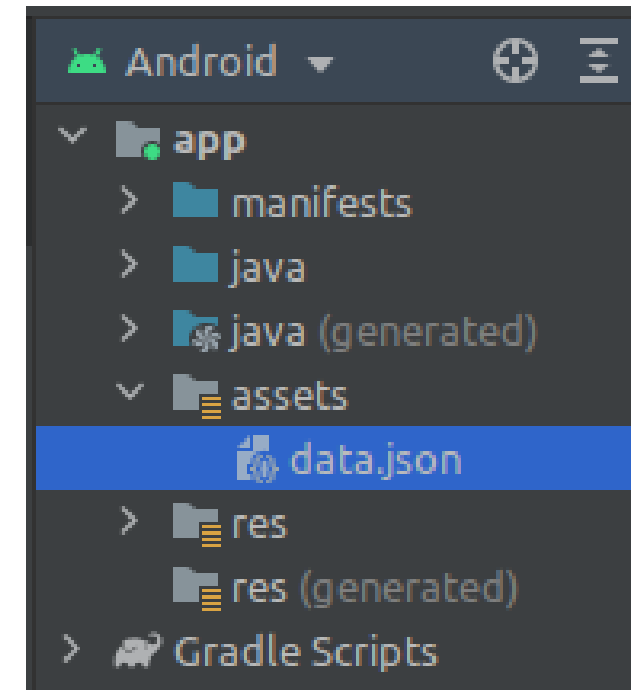 Android
app
manifests
java
java (generated)
assets
data.json
res
res (generated)
Gradle Scripts